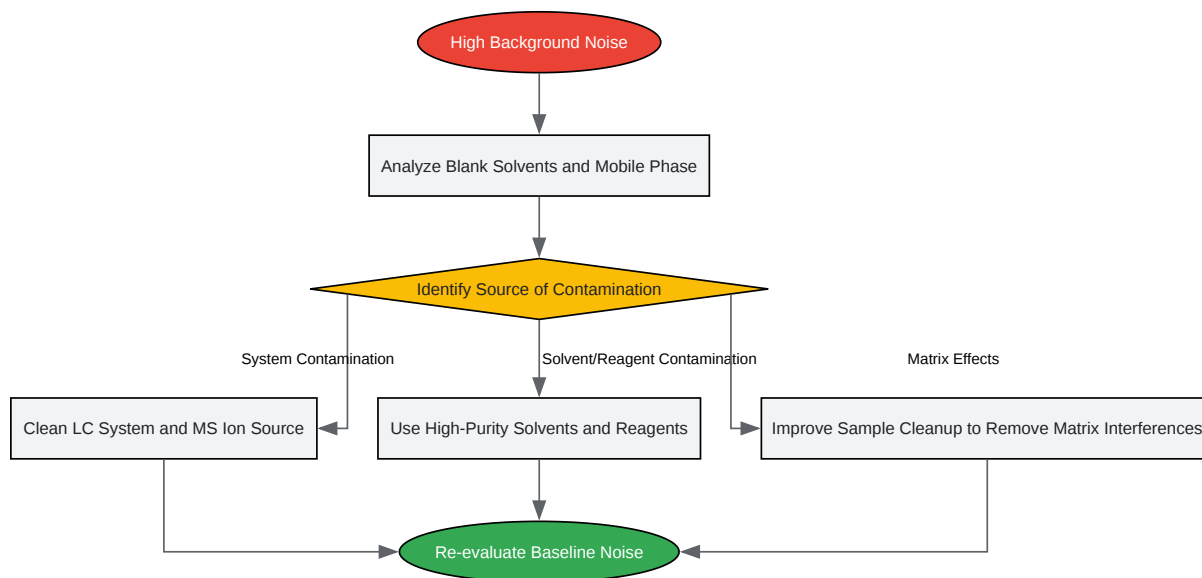 High Background Noise
Analyze Blank Solvents and Mobile Phase
Identify Source of Contamination
System Contamination
Solvent/Reagent Contamination
Matrix Effects
Clean LC System and MS Ion Source
Use High-Purity Solvents and Reagents
Improve Sample Cleanup to Remove Matrix Interferences
Re-evaluate Baseline Noise